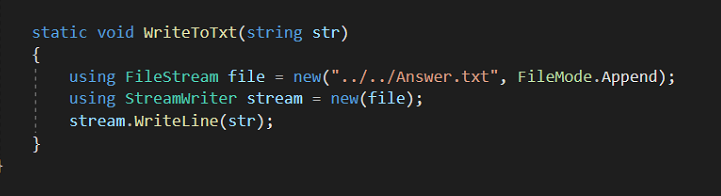 static void WriteToTxt(string str)
{
using FileStream file = new("../../Answer.txt", FileMode.Append);
using StreamWriter stream = new(file);
stream.WriteLine(str);
}
}